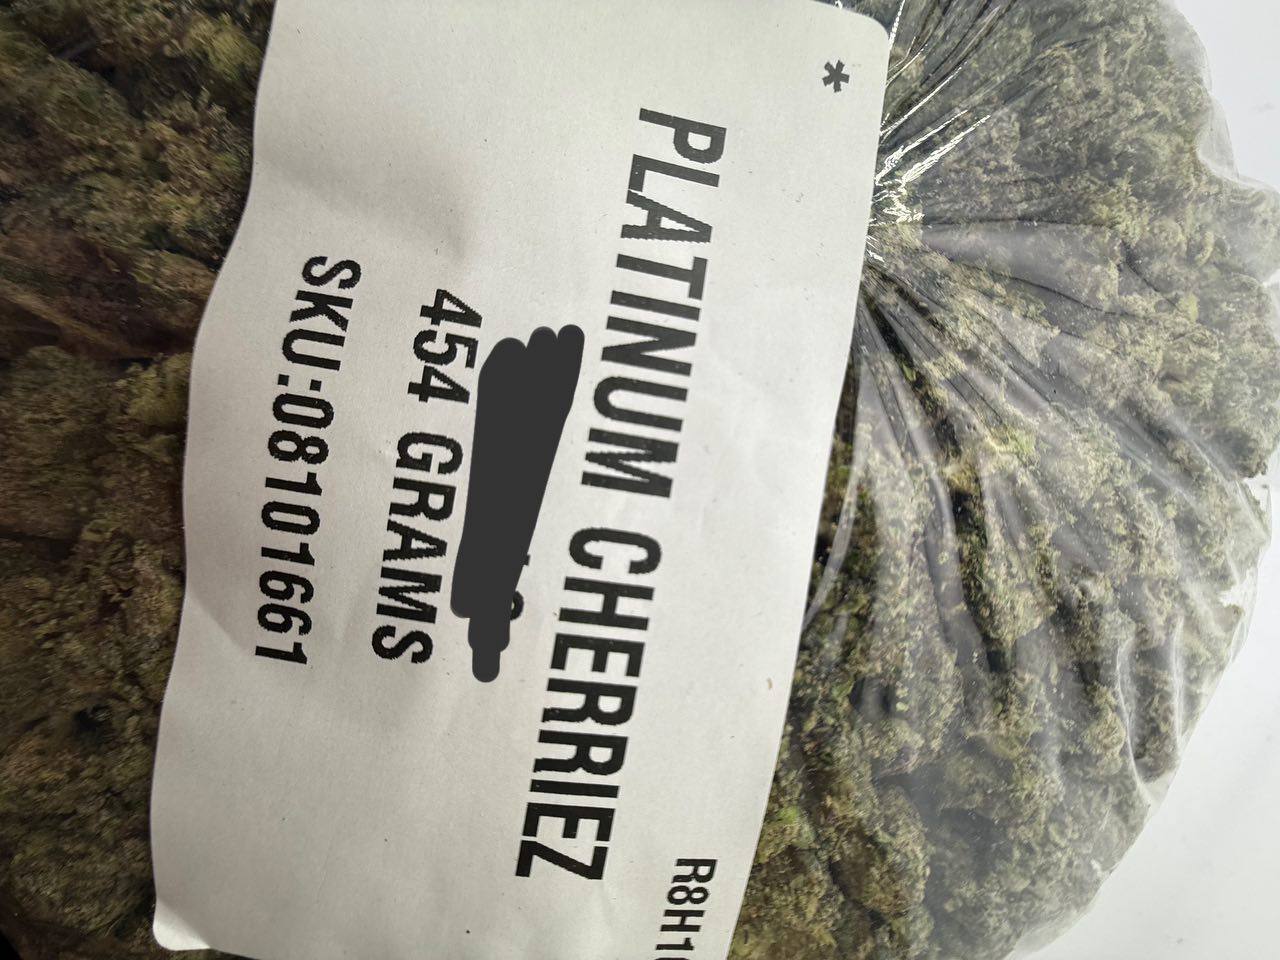 *
PLATINUM CHERRIEZ
454 GRAMS
SKU:08101661